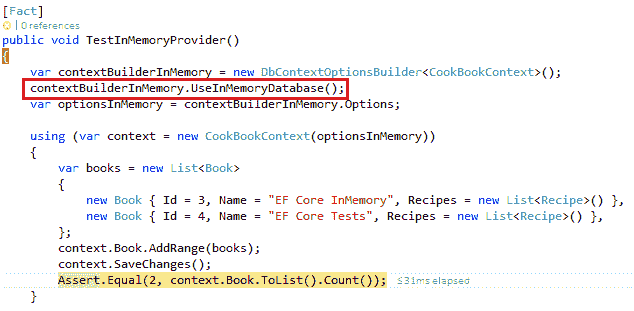 [Fact]
| 0 references
public void TestInMemoryProvider()
{
var contextBuilderInMemory = new DbContextOptionsBuilder<CookBookContext>();
contextBuilderInMemory.UseInMemoryDatabase();
var optionsInMemory = contextBuilderInMemory.Options;
using (var context = new CookBookContext(optionsInMemory))
{
var books = new List<Book>
{
new Book { Id = 3, Name = "EF Core InMemory", Recipes = new List<Recipe>() },
new Book { Id = 4, Name = "EF Core Tests", Recipes = new List<Recipe>() },
};
context.Book.AddRange(books);
context.SaveChanges();
Assert.Equal(2, context.Book.ToList().Count()); ≤31ms elapsed
}